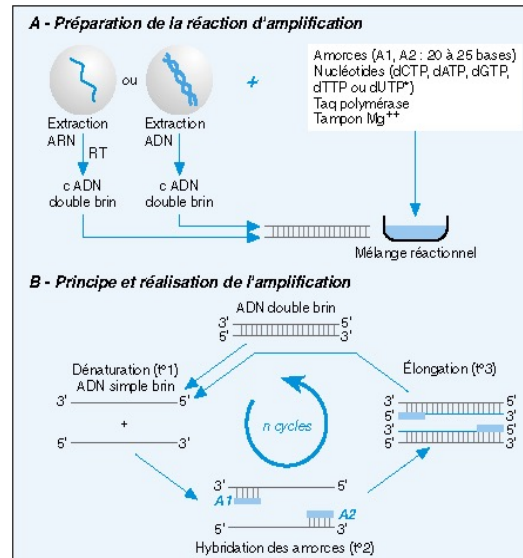 A - Préparation de la réaction d'amplification
ou
+
Extraction
ARN
RT
c ADN
double brin
Extraction
ADN
c ADN
double brin
Amorces (A1, A2 : 20 à 25 bases)
Nucléotides (dCTP, dATP, dGTP,
dTTP ou dUTP*)
Taq polymérase
Tampon Mg++
Mélange réactionnel
B - Principe et réalisation de l'amplification
ADN double brin
3' 5'
5' 3'
Dénaturation (t°1)
ADN simple brin
3' 5'
+
5' 3'
n cycles
Élongation (t°3)
3' 5'
5' 3'
3' 5'
5' 3'
3' 5'
A1
A2
5' 3'
Hybridation des amorces (t°2)